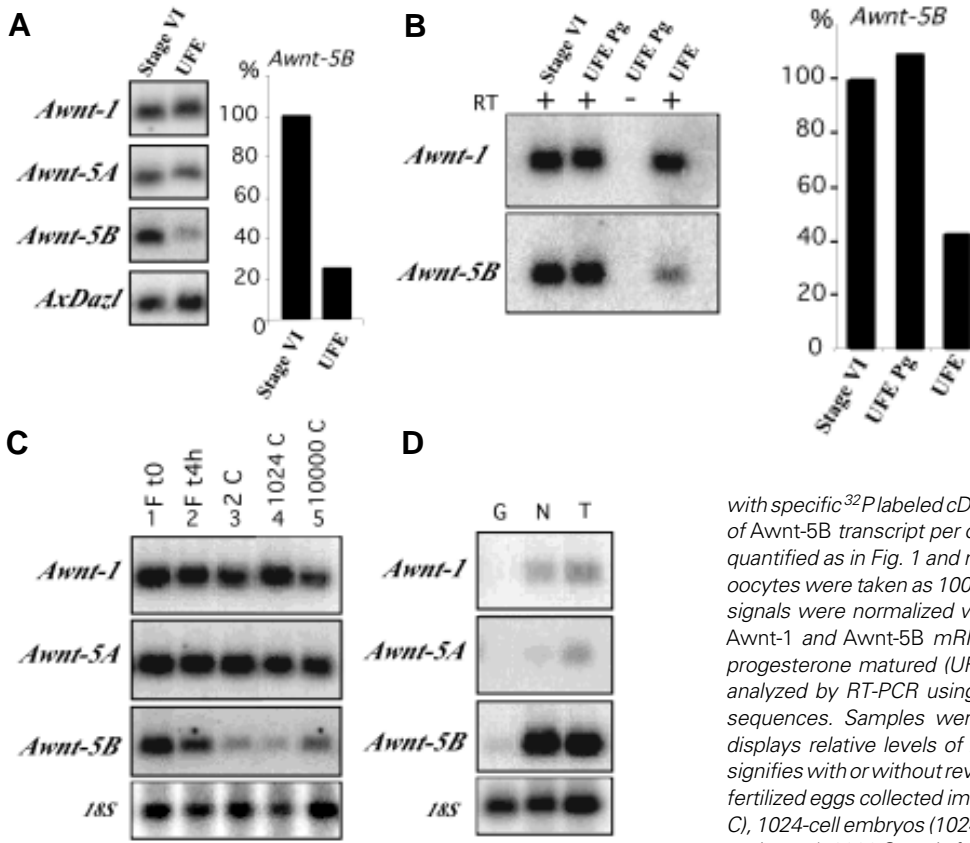 A
Stage VI
UFE
Awnt-1
Awnt-5A
Awnt-5B
AxDazl
% Awnt-5B
100
80
60
40
20
0
Stage VI
UFE
B
Stage VI
UFE Pg
UFE Pg
UFE
RT + + - +
Awnt-1
Awnt-5B
% Awnt-5B
100
80
60
40
20
0
Stage VI
UFE Pg
UFE
C
F t0
F t4h
2 C
1024 C
10000 C
1 2 3 4 5
Awnt-1
Awnt-5A
Awnt-5B
18S
D
G N T
Awnt-1
Awnt-5A
Awnt-5B
18S
with specific 32P labeled cD
of Awnt-5B transcript per
quantified as in Fig. 1 and
oocytes were taken as 100
signals were normalized
Awnt-1 and Awnt-5B
progesterone matured (UF
analyzed by RT-PCR using
sequences. Samples were
displays relative levels of
signifies with or without rev
fertilized eggs collected im
C), 1024-cell embryos (1024